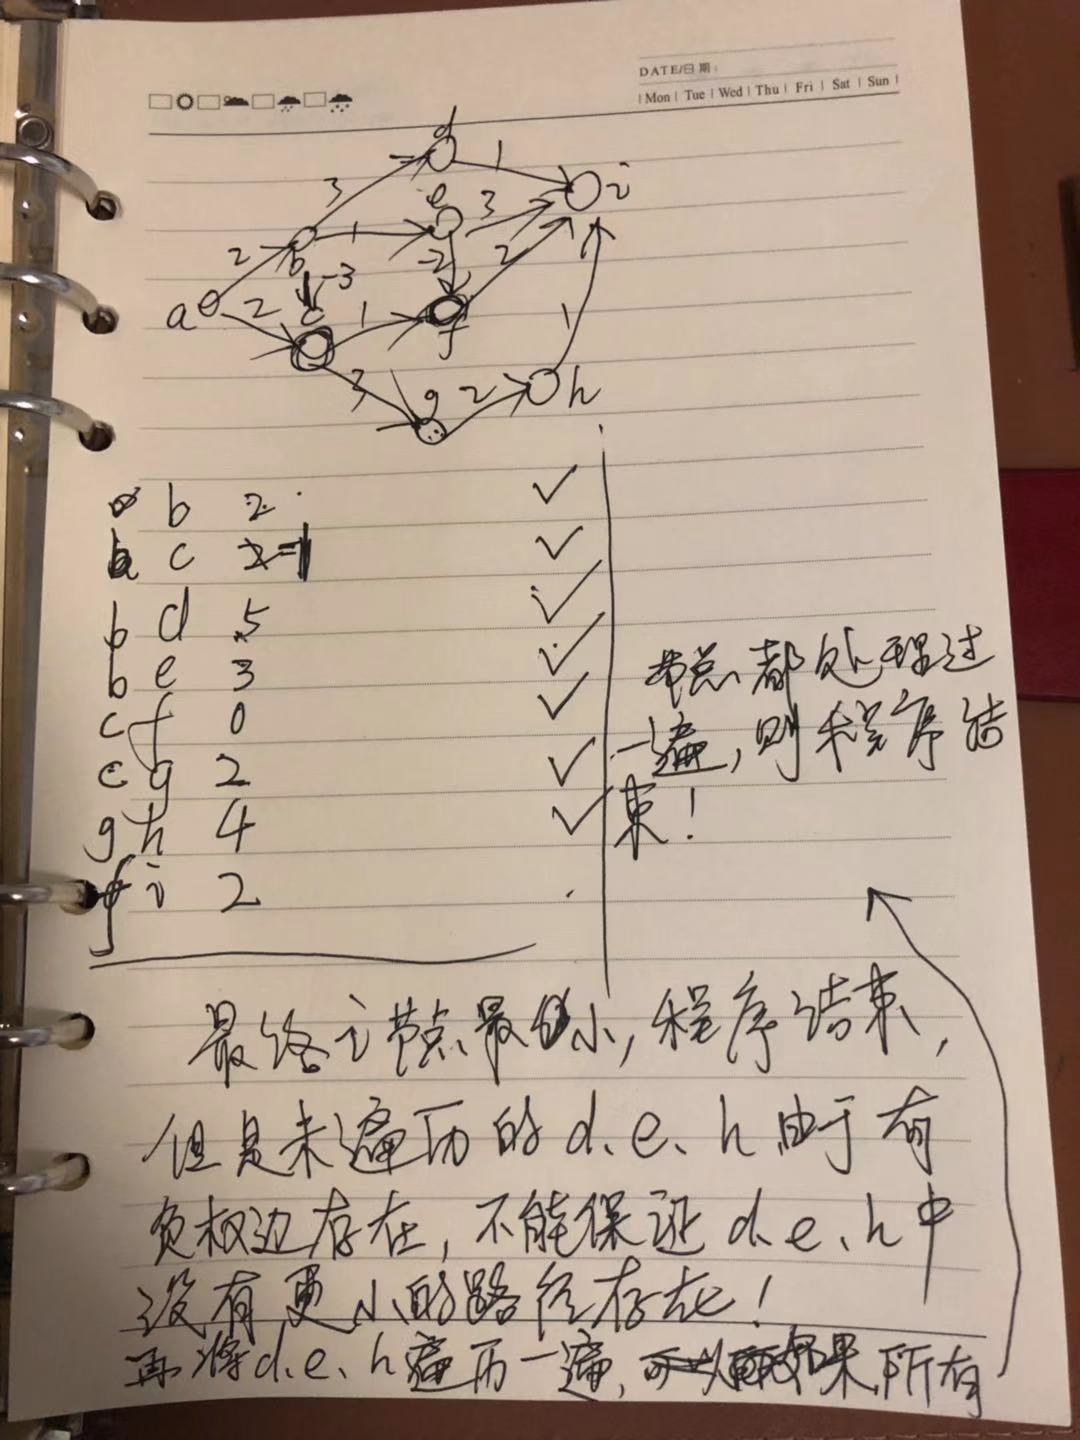 DATE/日期:
Mon Tue Wed Thu Fri Sat Sun
d
3 1
e i
2 b 1 3
-3 -2 2
a 2 c 1 f 1
3 g 2 h
b 2
c 2 -1
b d 5
b e 3
c f 0
c g 2
g h 4
f i 2
节点都处理过
一遍,则程序结
束!
最终i节点最小,程序结束,
但是未遍历的d、e、h由于有
负权边存在,不能保证d、e、h中
没有更小的路径存在!
再将d、e、h遍历一遍,如果所有